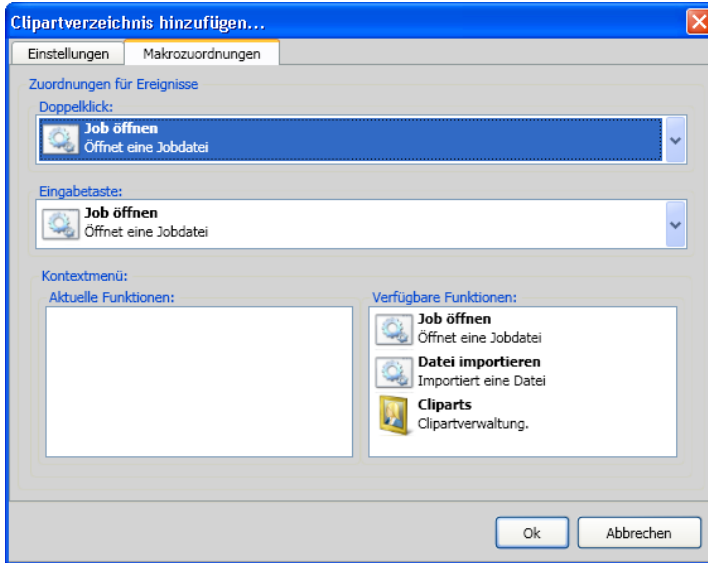 Clipartverzeichnis hinzufügen...
Einstellungen
Makrozuordnungen
Zuordnungen für Ereignisse
Doppelklick:
Job öffnen
Öffnet eine Jobdatei
Eingabetaste:
Job öffnen
Öffnet eine Jobdatei
Kontextmenü:
Aktuelle Funktionen:
Verfügbare Funktionen:
Job öffnen
Öffnet eine Jobdatei
Datei importieren
Importiert eine Datei
Cliparts
Clipartverwaltung.
Ok
Abbrechen